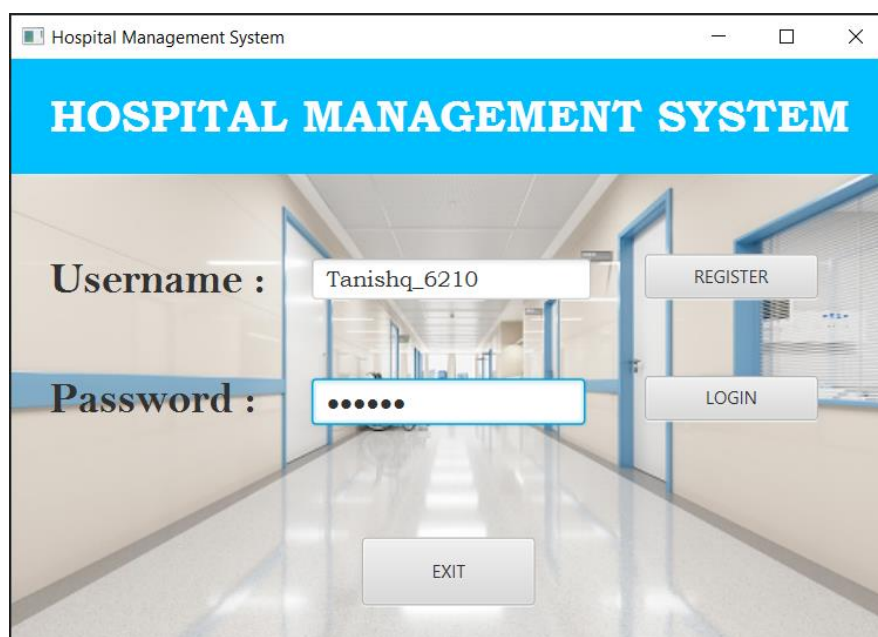 Hospital Management System
HOSPITAL MANAGEMENT SYSTEM
Username :
Tanishq_6210
REGISTER
Password :
●●●●●●
LOGIN
EXIT